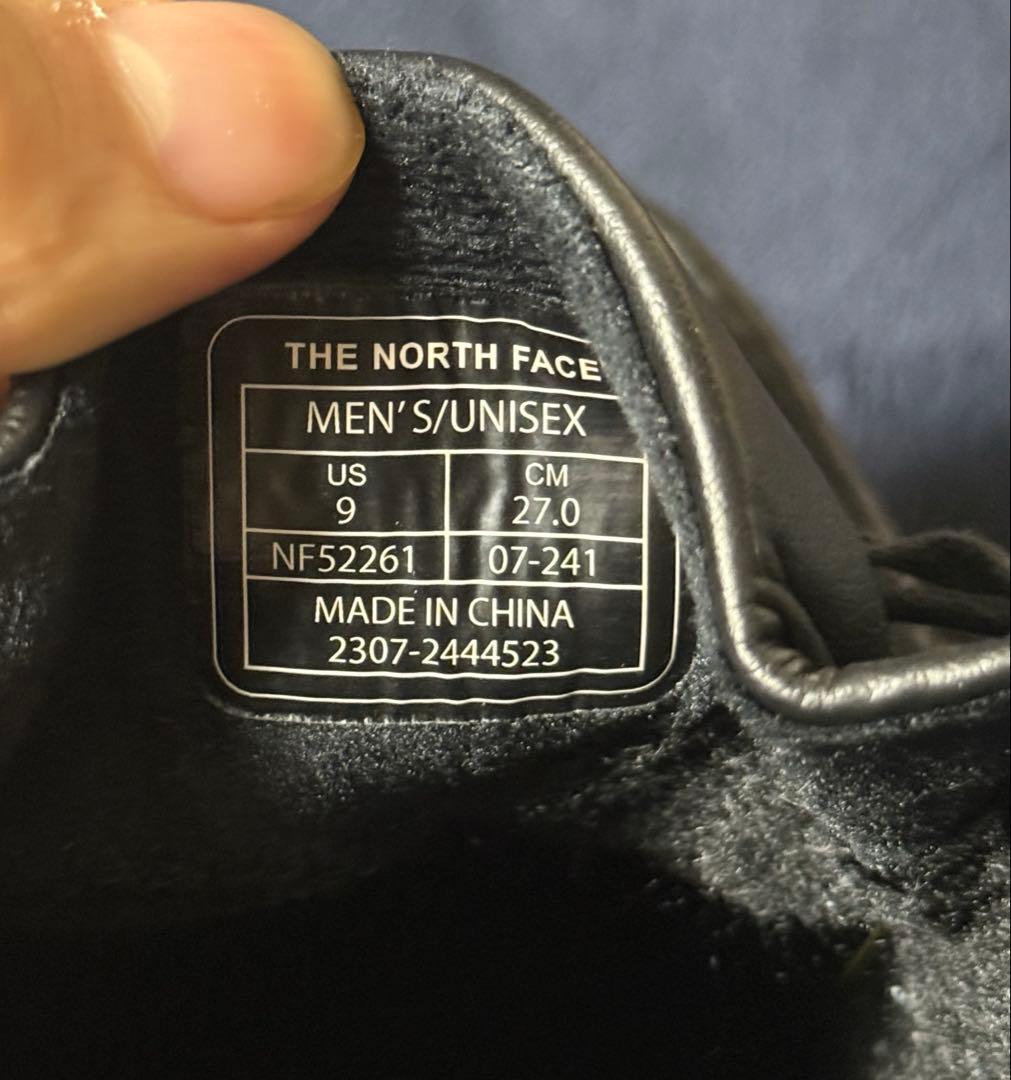 THE NORTH FACE
MEN'S/UNISEX
US CM
9 27.0
NF52261 07-241
MADE IN CHINA
2307-2444523